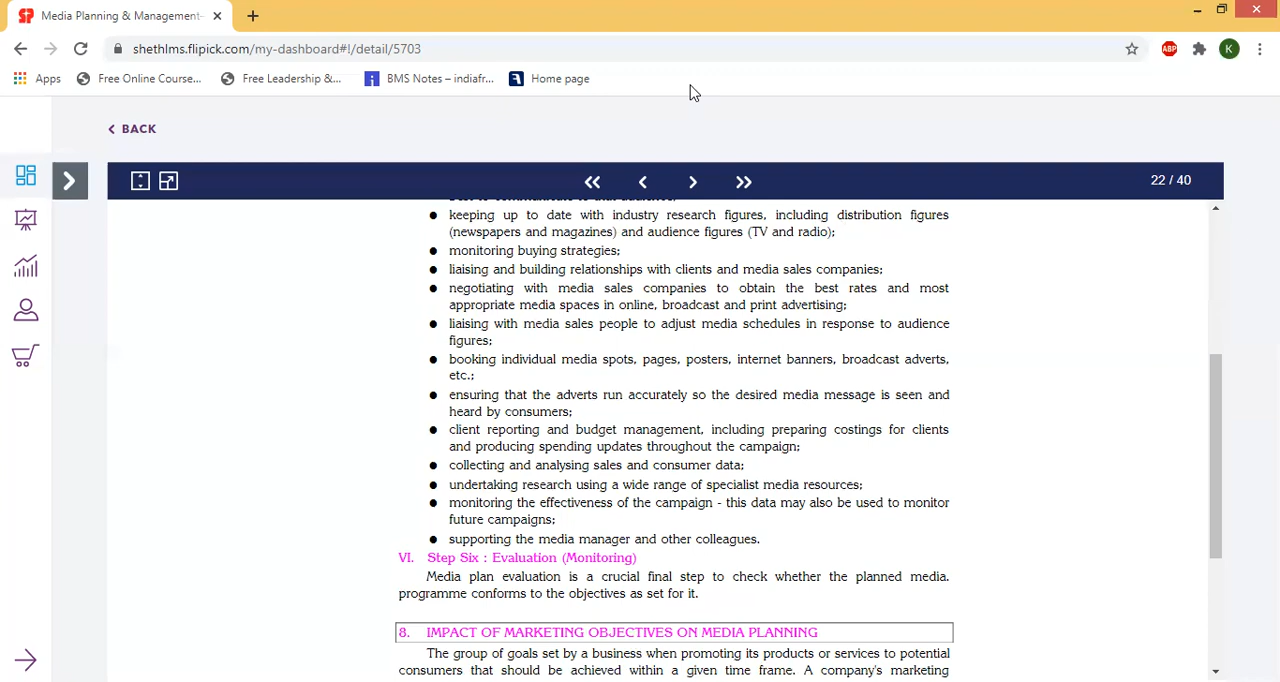 Media Planning & Management-
shethlms.flipick.com/my-dashboard#!/detail/5703
ABP
K
Apps
Free Online Course...
Free Leadership &...
BMS Notes – indiafr...
Home page
BACK
22 / 40
● keeping up to date with industry research figures, including distribution figures
(newspapers and magazines) and audience figures (TV and radio);
● monitoring buying strategies;
● liaising and building relationships with clients and media sales companies;
● negotiating with media sales companies to obtain the best rates and most
appropriate media spaces in online, broadcast and print advertising;
● liaising with media sales people to adjust media schedules in response to audience
figures;
● booking individual media spots, pages, posters, internet banners, broadcast adverts,
etc.;
● ensuring that the adverts run accurately so the desired media message is seen and
heard by consumers;
● client reporting and budget management, including preparing costings for clients
and producing spending updates throughout the campaign;
● collecting and analysing sales and consumer data;
● undertaking research using a wide range of specialist media resources;
● monitoring the effectiveness of the campaign - this data may also be used to monitor
future campaigns;
● supporting the media manager and other colleagues.
VI. Step Six : Evaluation (Monitoring)
Media plan evaluation is a crucial final step to check whether the planned media.
programme conforms to the objectives as set for it.
8. IMPACT OF MARKETING OBJECTIVES ON MEDIA PLANNING
The group of goals set by a business when promoting its products or services to potential
consumers that should be achieved within a given time frame. A company's marketing